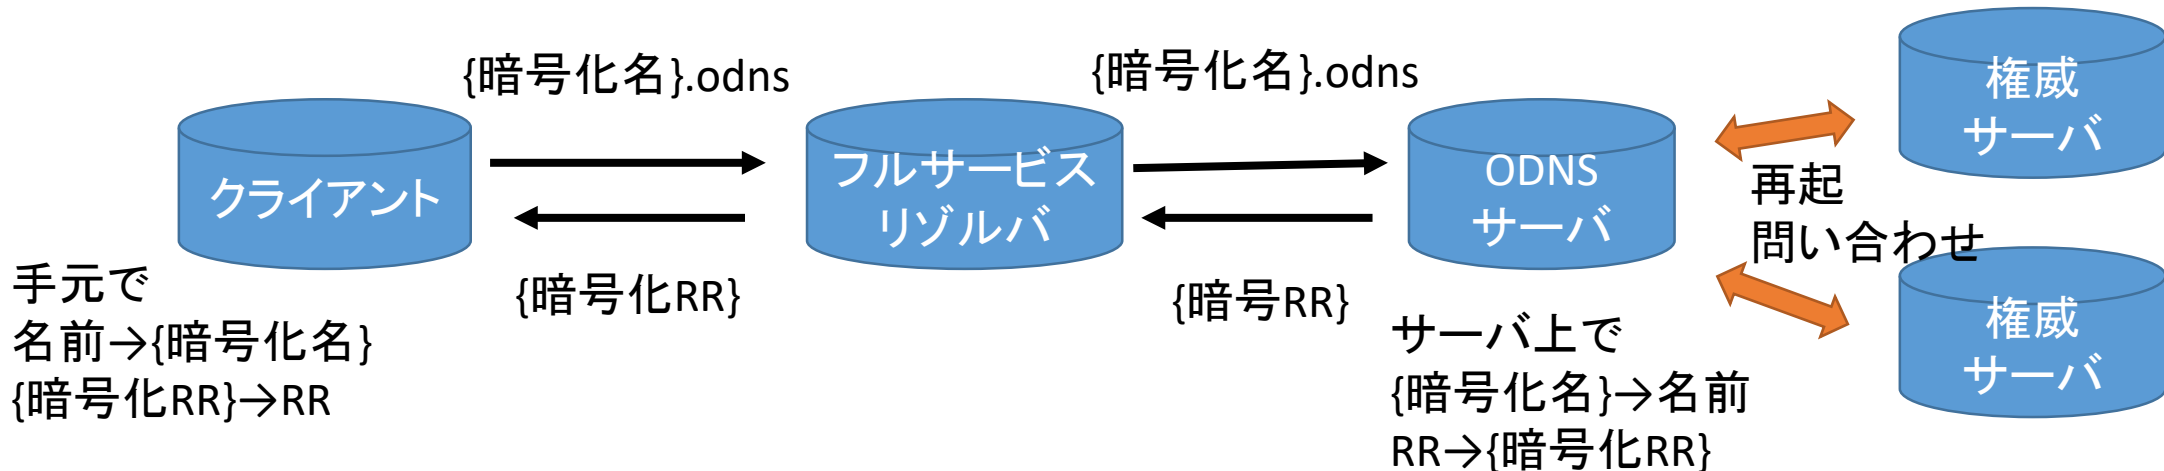 {暗号化名}.odns
{暗号化名}.odns
クライアント
フルサービス
リゾルバ
ODNS
サーバ
権威
サーバ
再起
問い合わせ
権威
サーバ
{暗号化RR}
{暗号RR}
手元で
名前→{暗号化名}
{暗号化RR}→RR
サーバ上で
{暗号化名}→名前
RR→{暗号化RR}